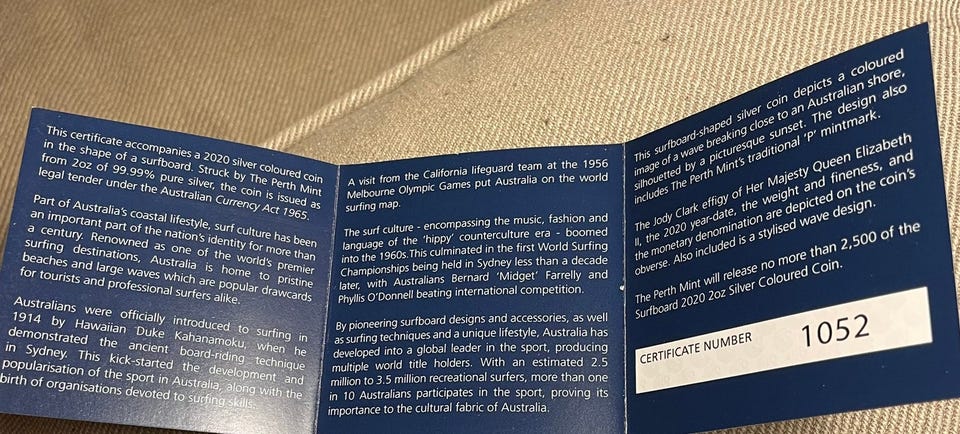 This certificate accompanies a 2020 silver coloured coin
in the shape of a surfboard. Struck by The Perth Mint
from 2oz of 99.99% pure silver, the coin is issued as
legal tender under the Australian Currency Act 1965.
Part of Australia's coastal lifestyle, surf culture has been
an important part of the nation's identity for more than
a century. Renowned as one of the world's premier
surfing destinations, Australia is home to pristine
beaches and large waves which are popular drawcards
for tourists and professional surfers alike.
Australians were officially introduced to surfing in
1914 by Hawaiian Duke Kahanamoku, when he
demonstrated the ancient board-riding technique
in Sydney. This kick-started the development and
popularisation of the sport in Australia, along with the
birth of organisations devoted to surfing skills.
A visit from the California lifeguard team at the 1956
Melbourne Olympic Games put Australia on the world
surfing map.
The surf culture - encompassing the music, fashion and
language of the 'hippy' counterculture era - boomed
into the 1960s. This culminated in the first World Surfing
Championships being held in Sydney less than a decade
later, with Australians Bernard 'Midget' Farrelly and
Phyllis O'Donnell beating international competition.
By pioneering surfboard designs and accessories, as well
as surfing techniques and a unique lifestyle, Australia has
developed into a global leader in the sport, producing
multiple world title holders. With an estimated 2.5
million to 3.5 million recreational surfers, more than one
in 10 Australians participates in the sport, proving its
importance to the cultural fabric of Australia.
This surfboard-shaped silver coin depicts a coloured
image of a wave breaking close to an Australian shore,
silhouetted by a picturesque sunset. The design also
includes The Perth Mint's traditional 'P' mintmark.
The Jody Clark effigy of Her Majesty Queen Elizabeth
II, the 2020 year-date, the weight and fineness, and
the monetary denomination are depicted on the coin's
obverse. Also included is a stylised wave design.
The Perth Mint will release no more than 2,500 of the
Surfboard 2020 2oz Silver Coloured Coin.
CERTIFICATE NUMBER 1052